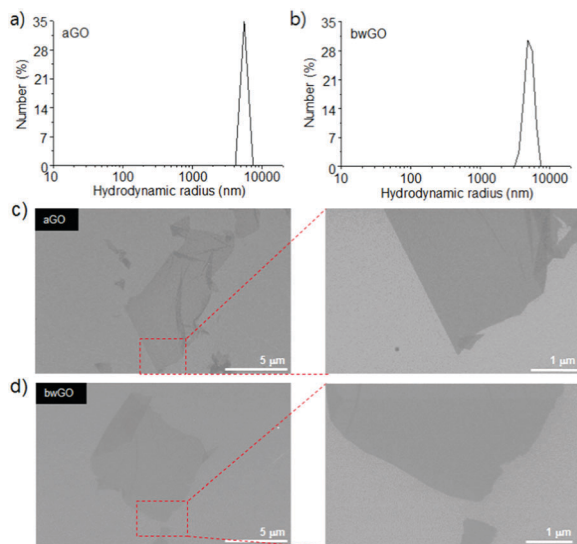 a)
aGO
Number (%)
35
28
21
14
7
0
10 100 1000 10000
Hydrodynamic radius (nm)
b)
bwGO
Number (%)
35
28
21
14
7
0
10 100 1000 10000
Hydrodynamic radius (nm)
c)
aGO
5 μm
1 μm
d)
bwGO
5 μm
1 μm